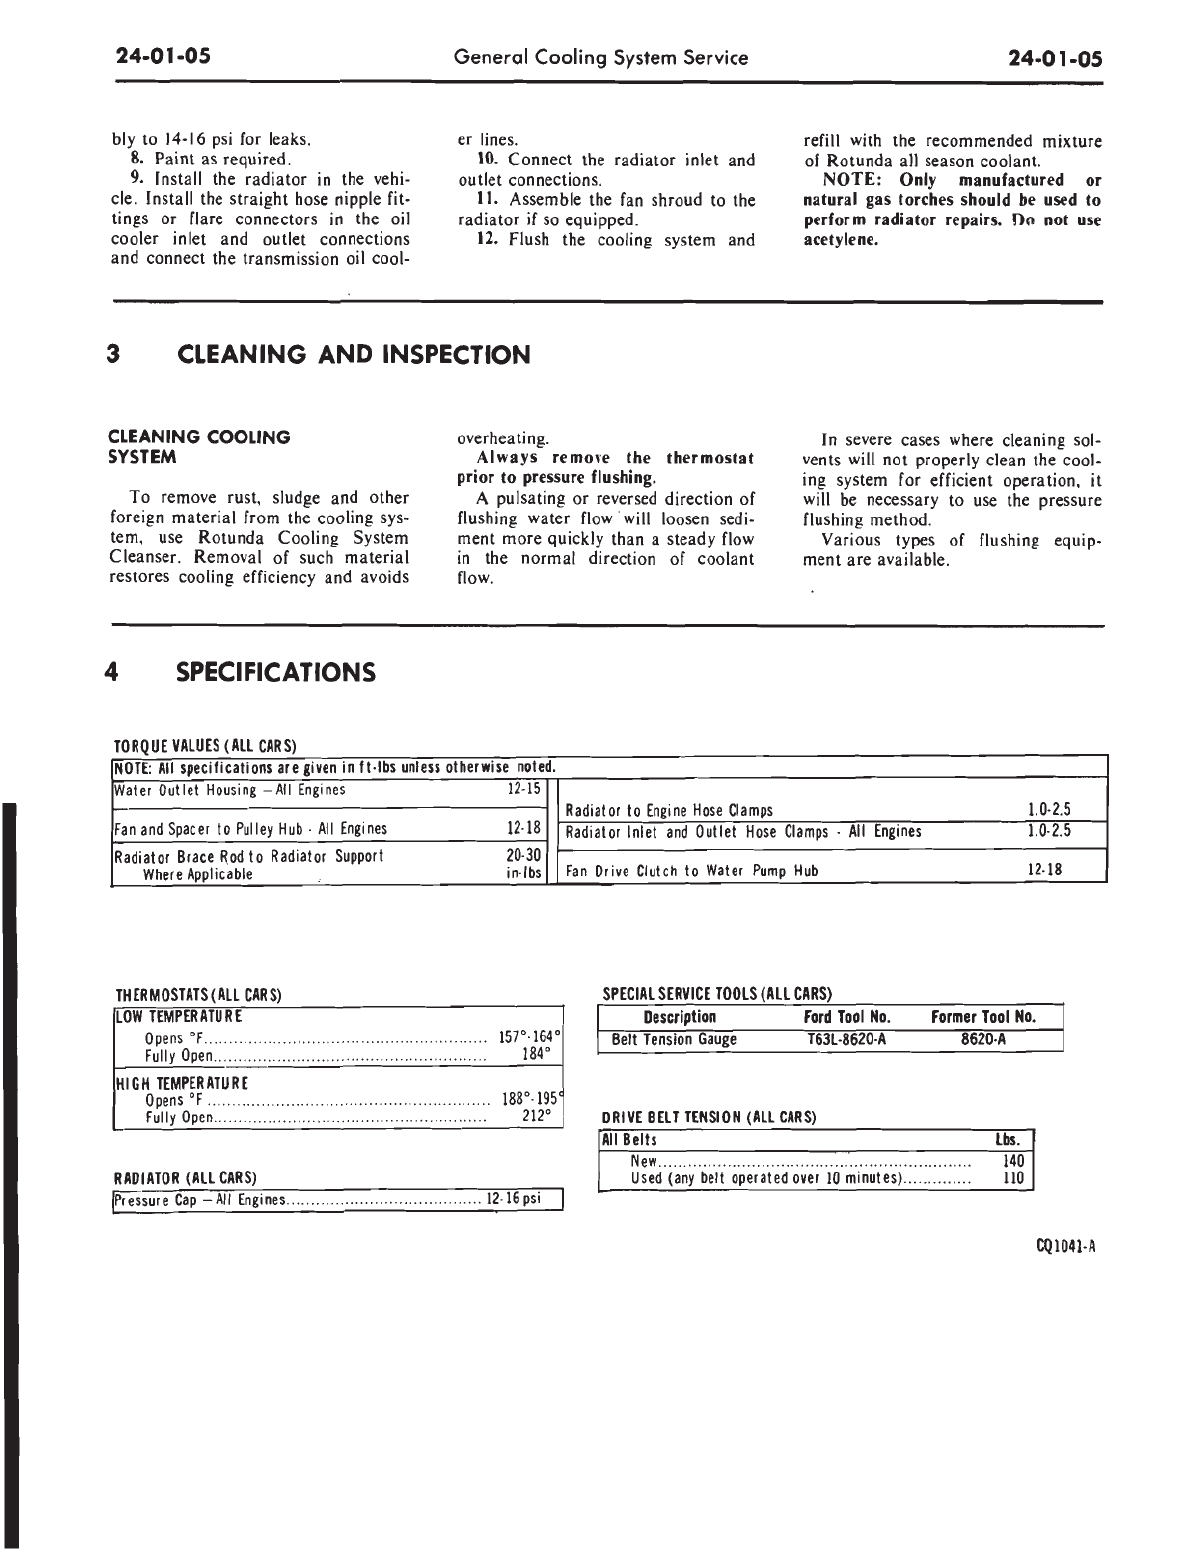 24-01-05 General Cooling System Service 24-01-05
bly to 14-16 psi for leaks.
8. Paint as required.
9. Install the radiator in the vehi-
cle. Install the straight hose nipple fit-
tings or flare connectors in the oil
cooler inlet and outlet connections
and connect the transmission oil cool-
er lines.
10. Connect the radiator inlet and
outlet connections.
11. Assemble the fan shroud to the
radiator if so equipped.
12. Flush the cooling system and
refill with the recommended mixture
of Rotunda all season coolant.
NOTE: Only manufactured or
natural gas torches should be used to
perform radiator repairs. Do not use
acetylene.
3 CLEANING AND INSPECTION
CLEANING COOLING
SYSTEM
To remove rust, sludge and other
foreign material from the cooling sys-
tem, use Rotunda Cooling System
Cleanser. Removal of such material
restores cooling efficiency and avoids
overheating.
Always remove the thermostat
prior to pressure flushing.
A pulsating or reversed direction of
flushing water flow will loosen sedi-
ment more quickly than a steady flow
in the normal direction of coolant
flow.
In severe cases where cleaning sol-
vents will not properly clean the cool-
ing system for efficient operation, it
will be necessary to use the pressure
flushing method.
Various types of flushing equip-
ment are available.
4 SPECIFICATIONS
TORQUE VALUES (ALL CARS)
NOTE: All specifications are given in ft-lbs unless otherwise noted.
Water Outlet Housing – All Engines 12-15
Fan and Spacer to Pulley Hub - All Engines 12-18
Radiator Brace Rod to Radiator Support 20-30
Where Applicable in-lbs
Radiator to Engine Hose Clamps 1.0-2.5
Radiator Inlet and Outlet Hose Clamps - All Engines 1.0-2.5
Fan Drive Clutch to Water Pump Hub 12-18
THERMOSTATS (ALL CARS)
LOW TEMPERATURE
Opens °F 157°-164°
Fully Open 184°
HIGH TEMPERATURE
Opens °F 188°-195°
Fully Open 212°
RADIATOR (ALL CARS)
Pressure Cap – All Engines 12-16 psi
SPECIAL SERVICE TOOLS (ALL CARS)
Description Ford Tool No. Former Tool No.
Belt Tension Gauge T63L-8620-A 8620-A
DRIVE BELT TENSION (ALL CARS)
All Belts Lbs.
New 140
Used (any belt operated over 10 minutes) 110
CQ1041-A